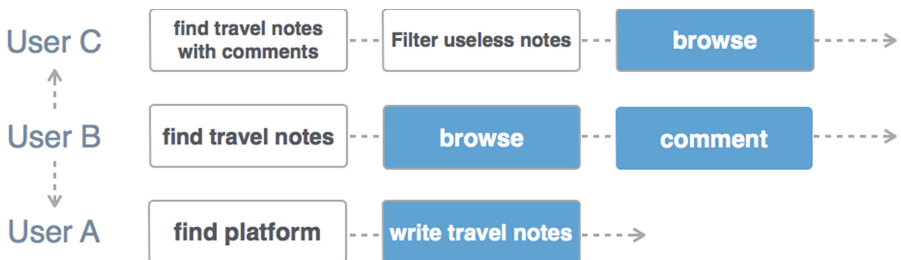 User C
find travel notes
with comments
Filter useless notes
browse
User B
find travel notes
browse
comment
User A
find platform
write travel notes